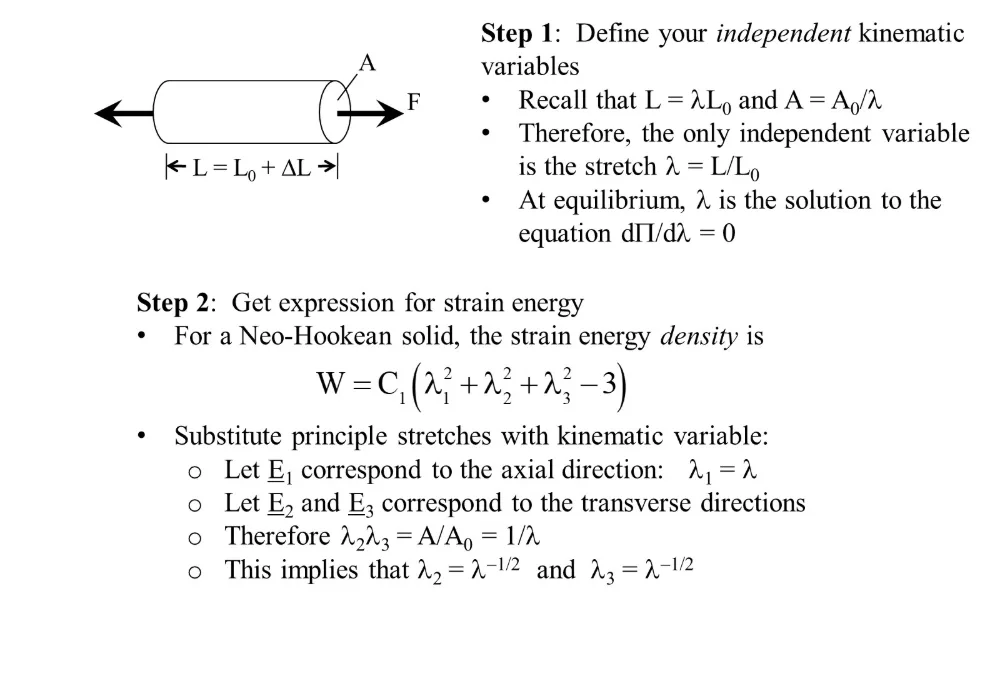 A
F
L = L₀ + ΔL
Step 1: Define your independent kinematic
variables
• Recall that L = λL₀ and A = A₀/λ
• Therefore, the only independent variable
is the stretch λ = L/L₀
• At equilibrium, λ is the solution to the
equation dΠ/dλ = 0
Step 2: Get expression for strain energy
• For a Neo-Hookean solid, the strain energy density is
W = C₁(λ₁² + λ₂² + λ₃² − 3)
• Substitute principle stretches with kinematic variable:
o Let E₁ correspond to the axial direction: λ₁ = λ
o Let E₂ and E₃ correspond to the transverse directions
o Therefore λ₂λ₃ = A/A₀ = 1/λ
o This implies that λ₂ = λ⁻¹/² and λ₃ = λ⁻¹/²